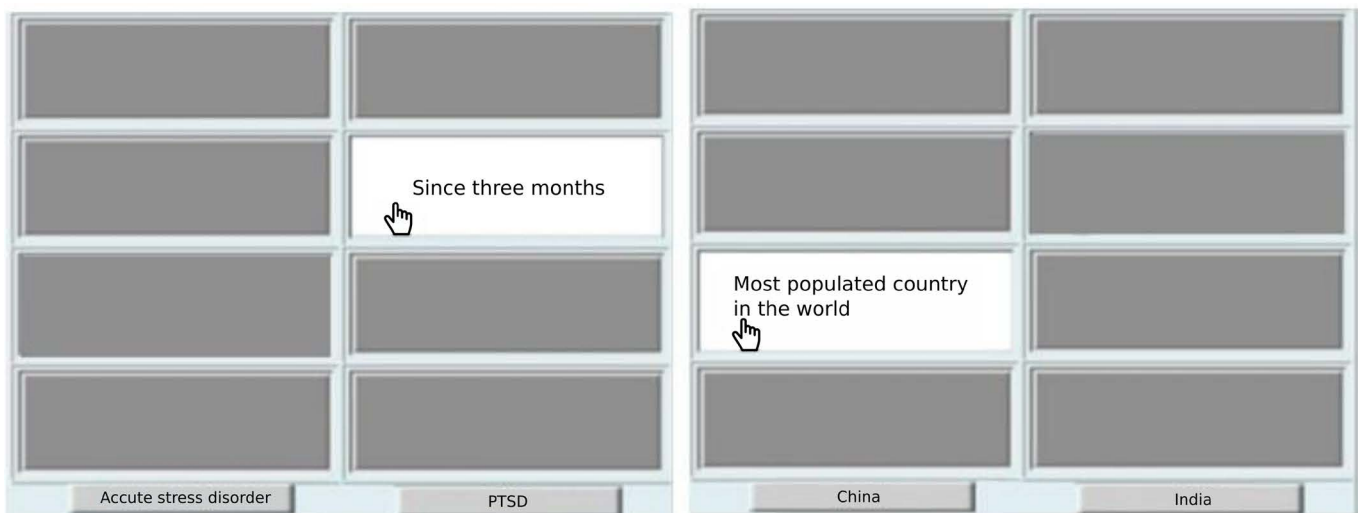 Since three months
Accute stress disorder
PTSD
Most populated country
in the world
China
India